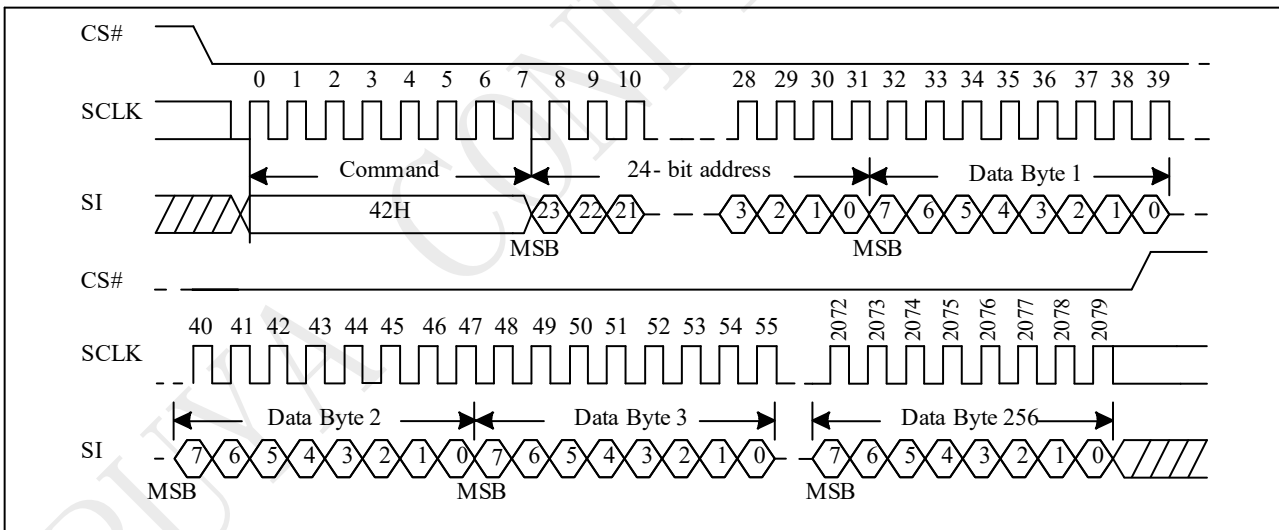 CS#
0 1 2 3 4 5 6 7 8 9 10 28 29 30 31 32 33 34 35 36 37 38 39
SCLK
Command 24- bit address Data Byte 1
SI
42H 23 22 21 3 2 1 0 7 6 5 4 3 2 1 0
MSB MSB
CS#
40 41 42 43 44 45 46 47 48 49 50 51 52 53 54 55 2072 2073 2074 2075 2076 2077 2078 2079
SCLK
Data Byte 2 Data Byte 3 Data Byte 256
SI
7 6 5 4 3 2 1 0 7 6 5 4 3 2 1 0 7 6 5 4 3 2 1 0
MSB MSB MSB
PUYA CONF